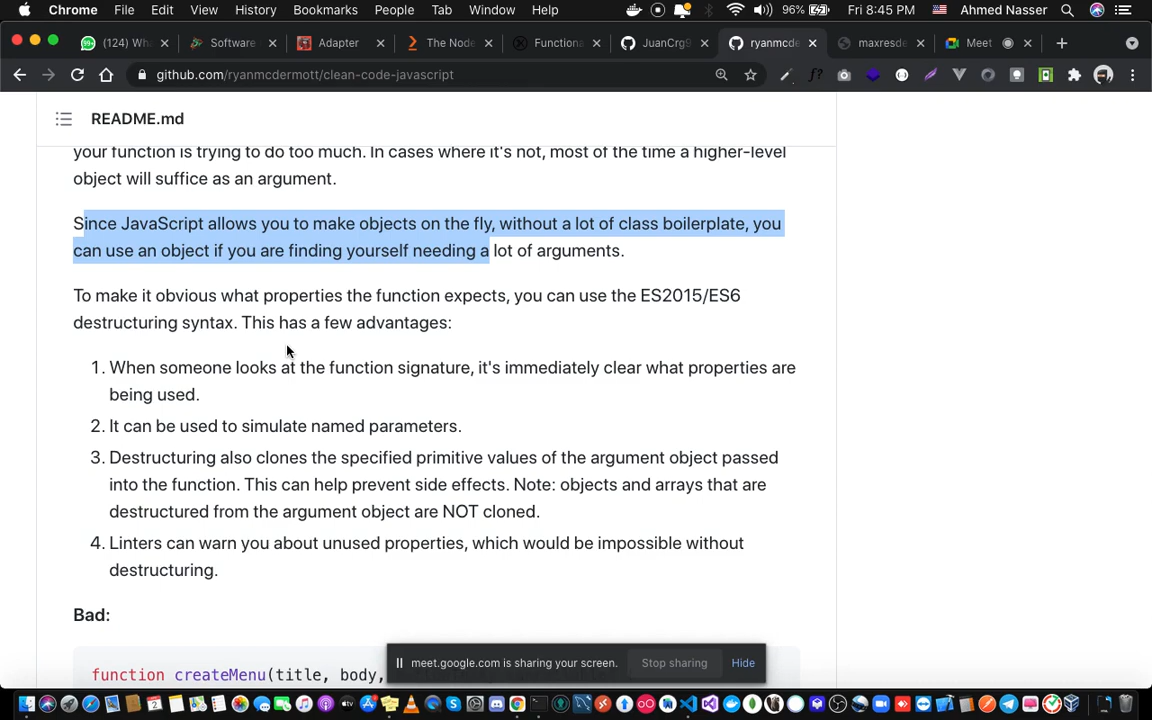 Chrome File Edit View History Bookmarks People Tab Window Help 96% Fri 8:45 PM Ahmed Nasser
(124) Wh Software Adapter The Node Functiona JuanCrg9 ryanmcde maxresde Meet
github.com/ryanmcdermott/clean-code-javascript
README.md
your function is trying to do too much. In cases where it's not, most of the time a higher-level
object will suffice as an argument.
Since JavaScript allows you to make objects on the fly, without a lot of class boilerplate, you
can use an object if you are finding yourself needing a lot of arguments.
To make it obvious what properties the function expects, you can use the ES2015/ES6
destructuring syntax. This has a few advantages:
1. When someone looks at the function signature, it's immediately clear what properties are
being used.
2. It can be used to simulate named parameters.
3. Destructuring also clones the specified primitive values of the argument object passed
into the function. This can help prevent side effects. Note: objects and arrays that are
destructured from the argument object are NOT cloned.
4. Linters can warn you about unused properties, which would be impossible without
destructuring.
Bad:
meet.google.com is sharing your screen. Stop sharing Hide
function createMenu(title, body,